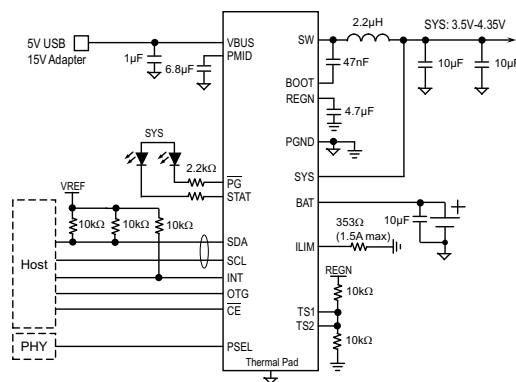 5V USB
15V Adapter
1μF
6.8μF
VBUS
PMID
SYS
2.2kΩ
PG
STAT
VREF
10kΩ
10kΩ
10kΩ
Host
SDA
SCL
INT
OTG
CE
PHY
PSEL
Thermal Pad
SW
2.2μH
SYS: 3.5V-4.35V
47nF
10μF
10μF
BOOT
REGN
4.7μF
PGND
SYS
BAT
10μF
+
353Ω
(1.5A max)
ILIM
REGN
10kΩ
TS1
TS2
10kΩ